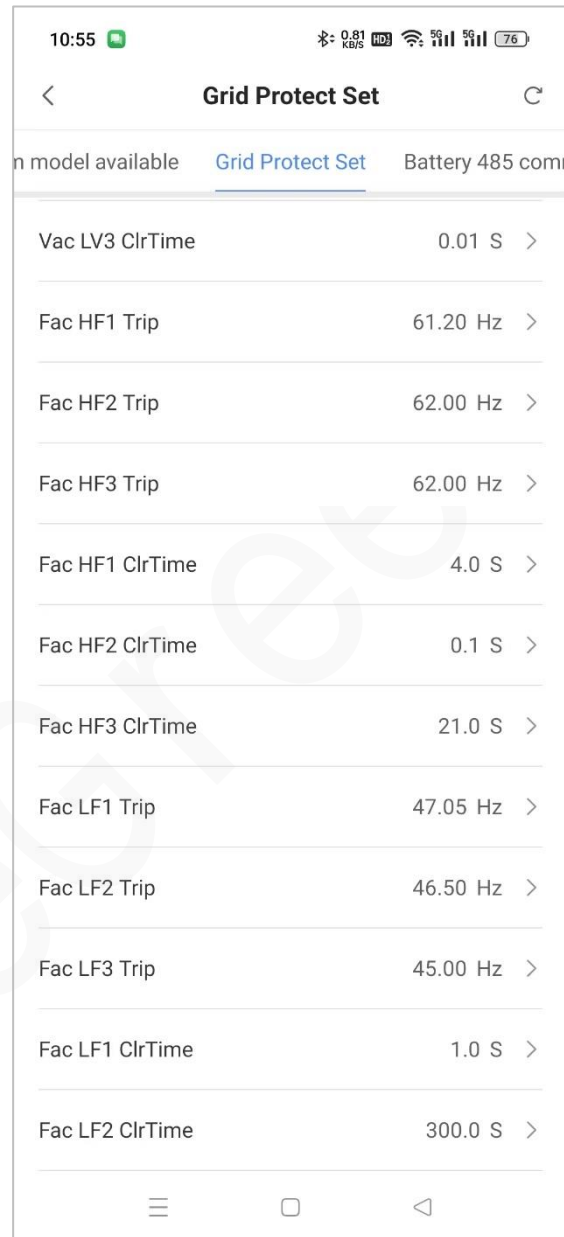 10:55
0.81 KB/S HD 5G 5G 76
Grid Protect Set
n model available Grid Protect Set Battery 485 com
Vac LV3 ClrTime 0.01 S
Fac HF1 Trip 61.20 Hz
Fac HF2 Trip 62.00 Hz
Fac HF3 Trip 62.00 Hz
Fac HF1 ClrTime 4.0 S
Fac HF2 ClrTime 0.1 S
Fac HF3 ClrTime 21.0 S
Fac LF1 Trip 47.05 Hz
Fac LF2 Trip 46.50 Hz
Fac LF3 Trip 45.00 Hz
Fac LF1 ClrTime 1.0 S
Fac LF2 ClrTime 300.0 S